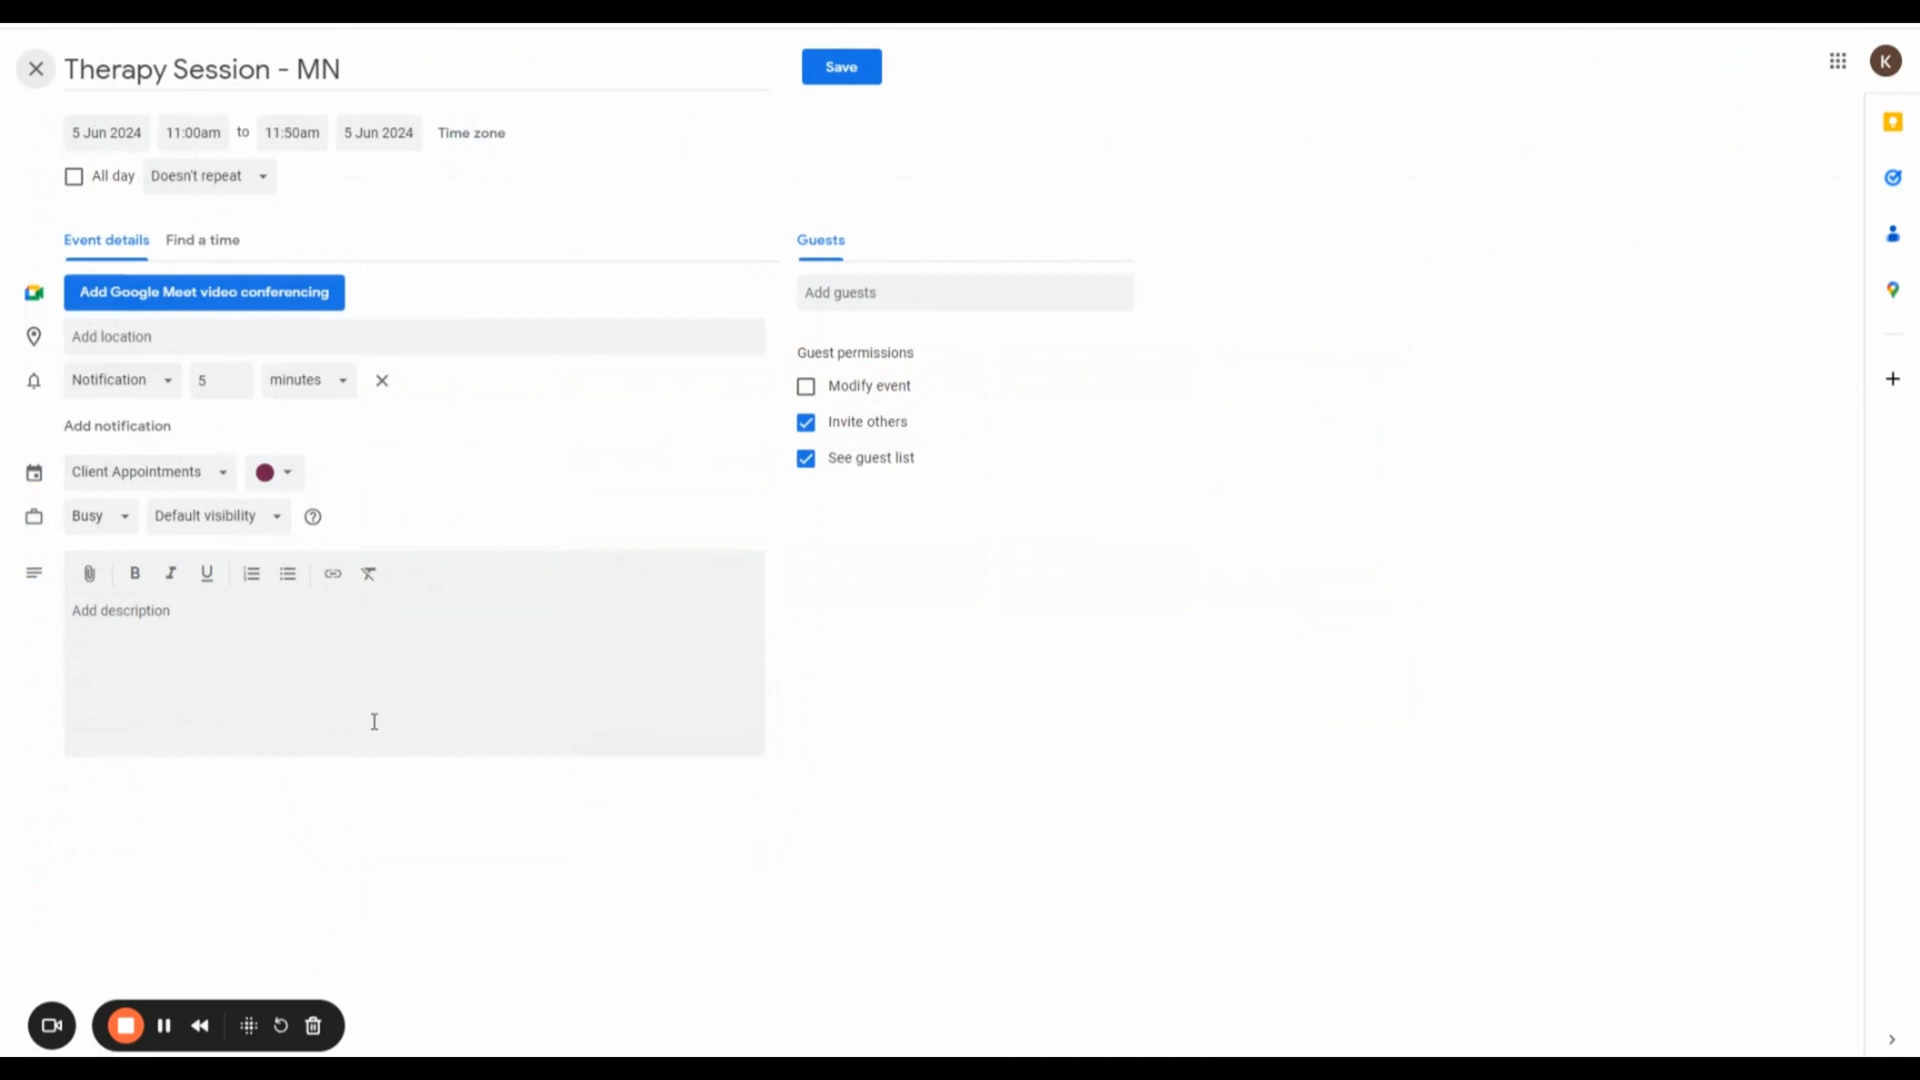 Therapy Session - MN
Save
K
5 Jun 2024 11:00am to 11:50am 5 Jun 2024 Time zone
All day Doesn't repeat
Event details Find a time
Guests
Add Google Meet video conferencing
Add guests
Add location
Guest permissions
Notification 5 minutes
Modify event
Invite others
Add notification
See guest list
Client Appointments
Busy Default visibility
B I U
Add description